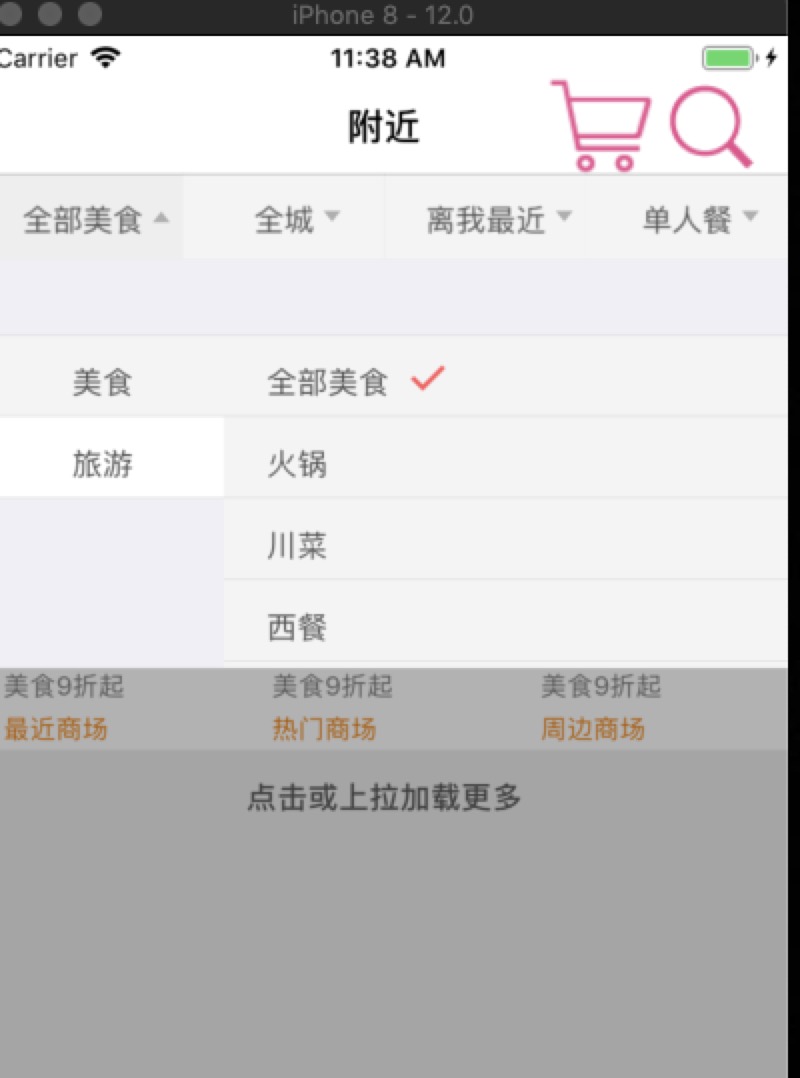 iPhone 8 - 12.0
Carrier 11:38 AM
附近
全部美食 全城 离我最近 单人餐
美食 全部美食
旅游 火锅
川菜
西餐
美食9折起 美食9折起 美食9折起
最近商场 热门商场 周边商场
点击或上拉加载更多